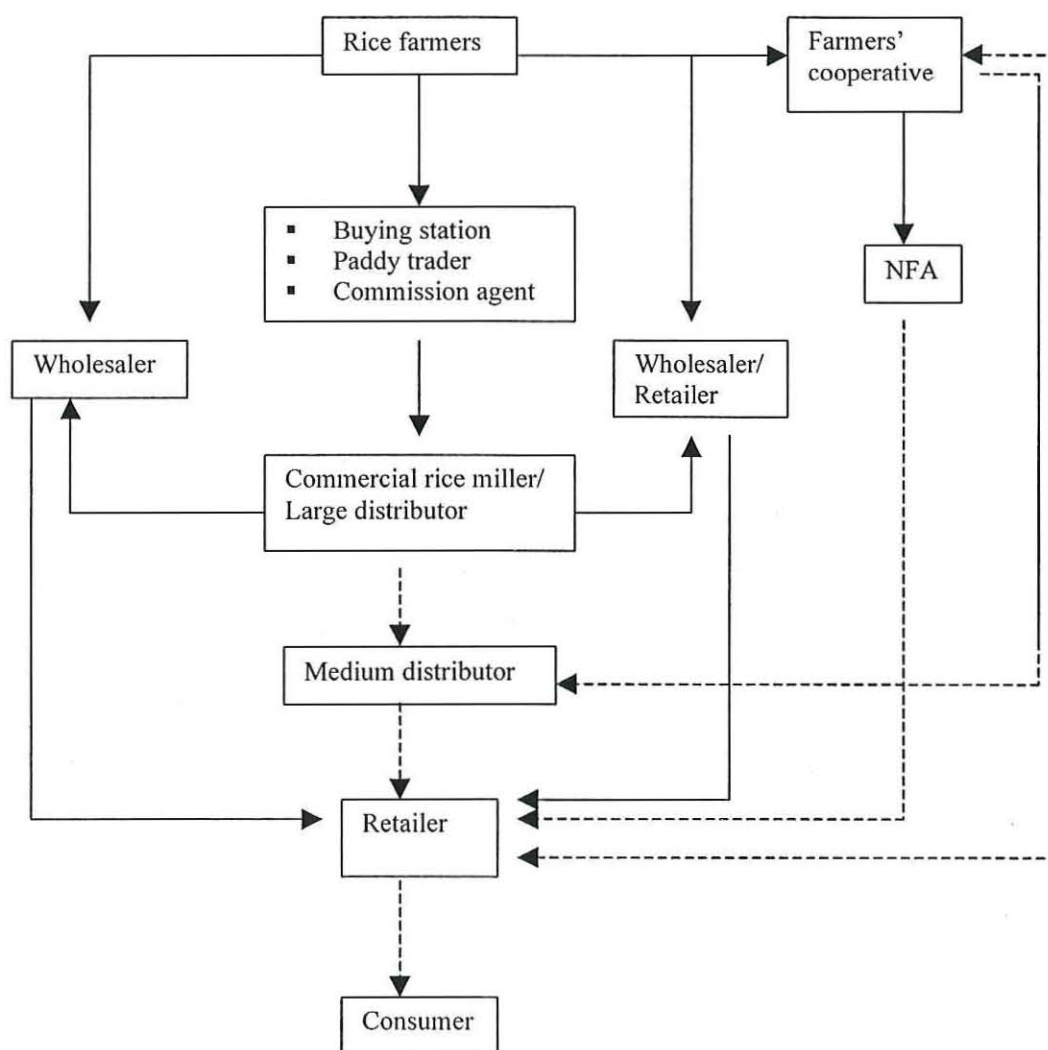 Rice farmers
Farmers'
cooperative
▪ Buying station
▪ Paddy trader
▪ Commission agent
NFA
Wholesaler
Wholesaler/
Retailer
Commercial rice miller/
Large distributor
Medium distributor
Retailer
Consumer